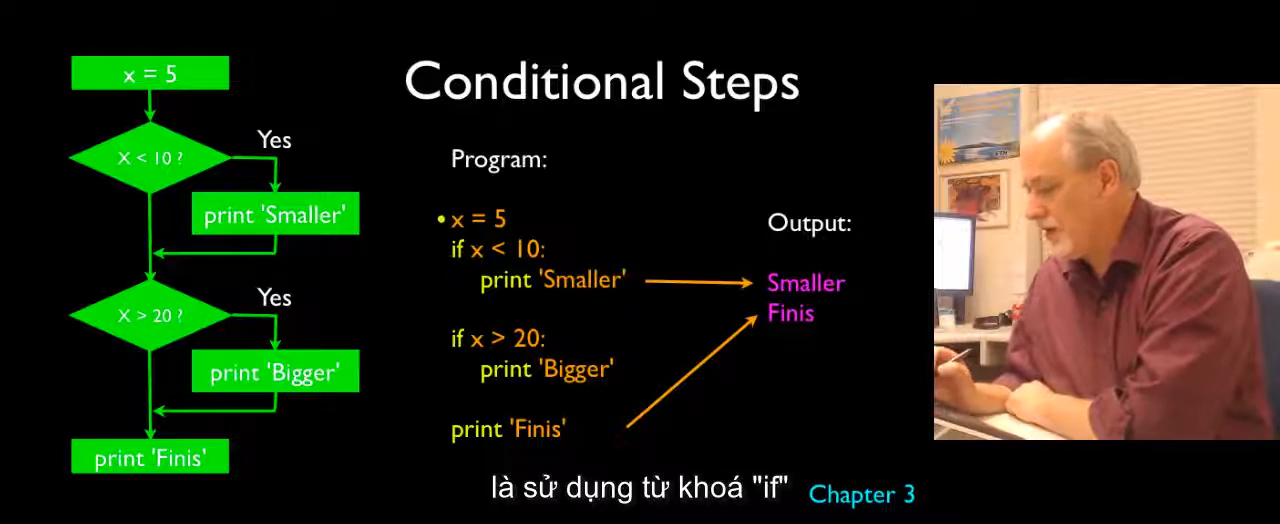 Conditional Steps
x = 5
X < 10 ?
Yes
print 'Smaller'
X > 20 ?
Yes
print 'Bigger'
print 'Finis'
Program:
x = 5
if x < 10:
print 'Smaller'
if x > 20:
print 'Bigger'
print 'Finis'
Output:
Smaller
Finis
là sử dụng từ khoá "if"
Chapter 3